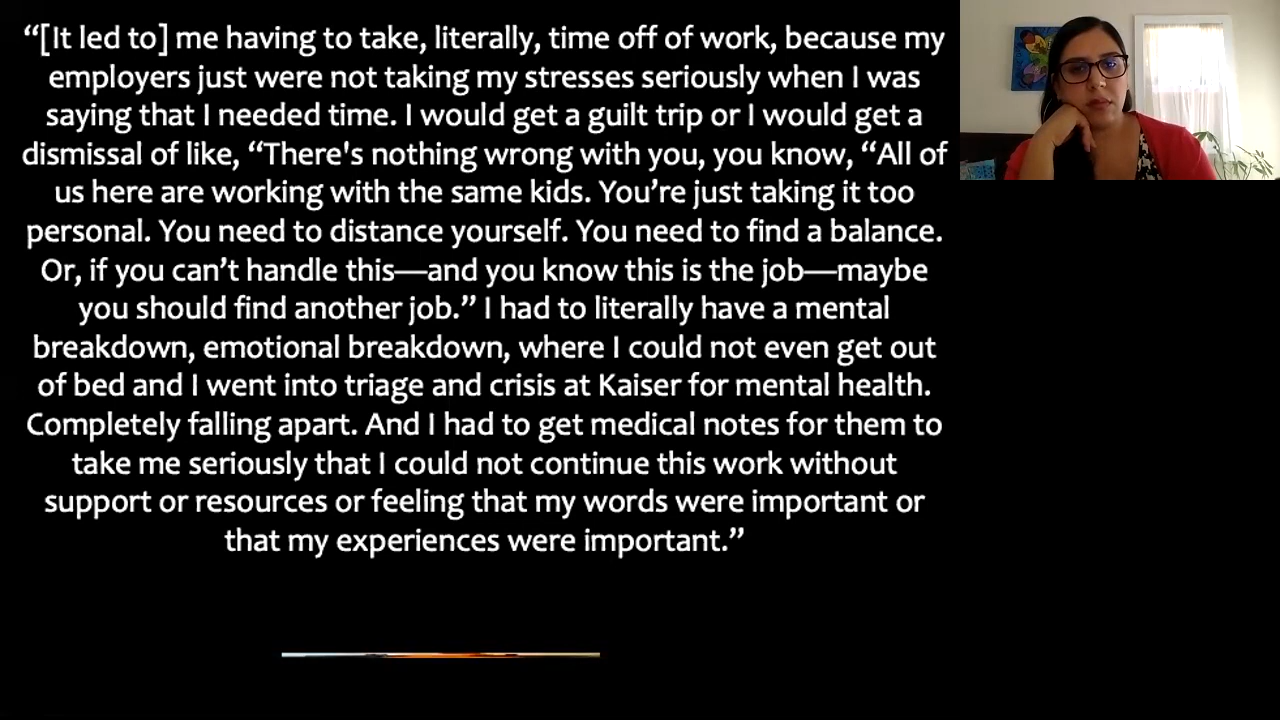 “[It led to] me having to take, literally, time off of work, because my
employers just were not taking my stresses seriously when I was
saying that I needed time. I would get a guilt trip or I would get a
dismissal of like, “There's nothing wrong with you, you know, “All of
us here are working with the same kids. You’re just taking it too
personal. You need to distance yourself. You need to find a balance.
Or, if you can’t handle this—and you know this is the job—maybe
you should find another job.” I had to literally have a mental
breakdown, emotional breakdown, where I could not even get out
of bed and I went into triage and crisis at Kaiser for mental health.
Completely falling apart. And I had to get medical notes for them to
take me seriously that I could not continue this work without
support or resources or feeling that my words were important or
that my experiences were important.”